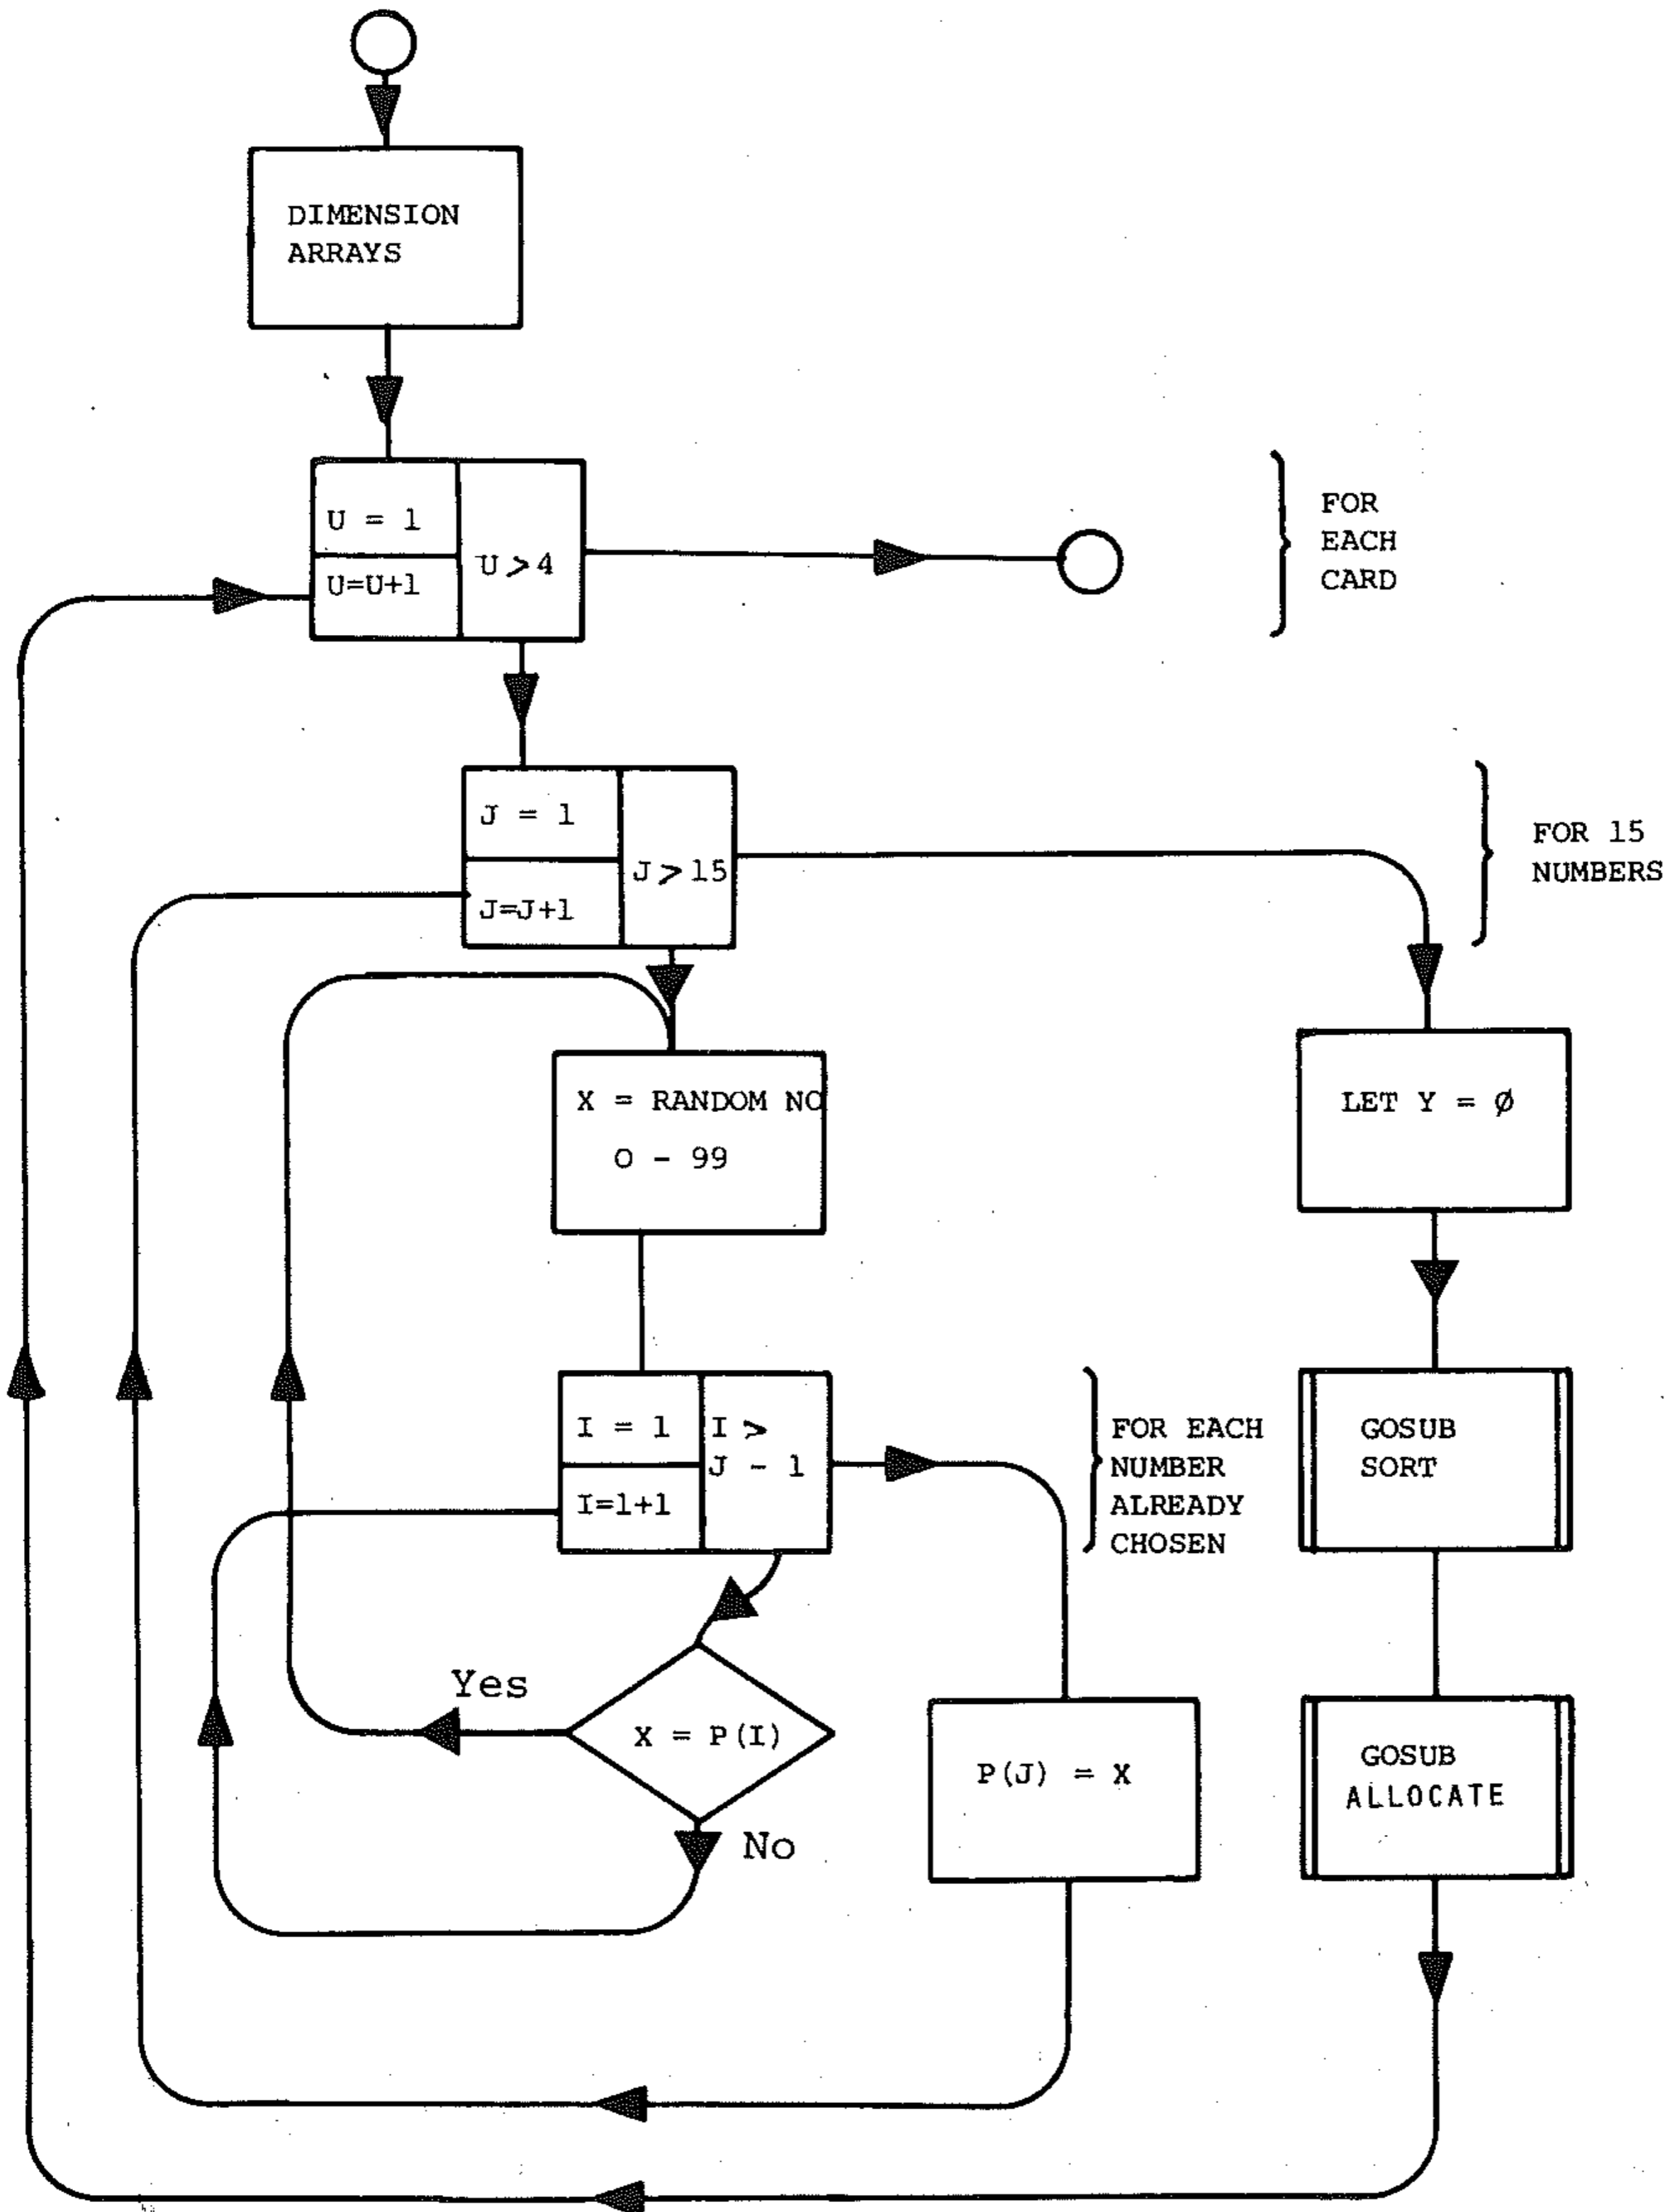 DIMENSION
ARRAYS
U = 1
U=U+1
U>4
FOR
EACH
CARD
J = 1
J=J+1
J>15
FOR 15
NUMBERS
X = RANDOM NO
O - 99
LET Y = Ø
I = 1
I=1+1
I >
J - 1
FOR EACH
NUMBER
ALREADY
CHOSEN
GOSUB
SORT
Yes
X = P(I)
No
P(J) = X
GOSUB
ALLOCATE